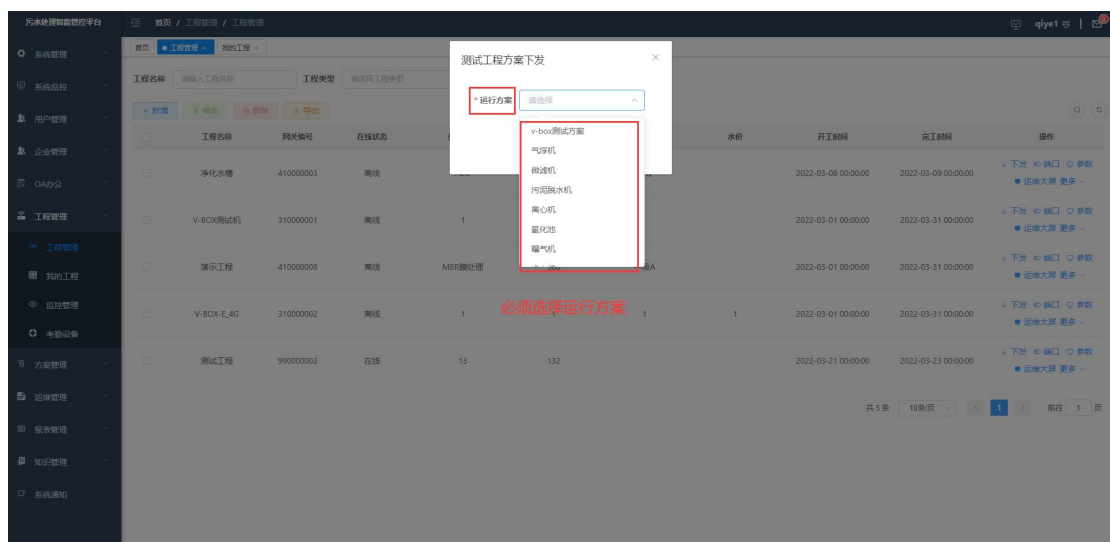 污水处理智能管控平台
首页 / 工程管理 / 工程管理
qiye1
系统管理
系统监控
用户管理
企业管理
OA办公
工程管理
工程管理
我的工程
监控管理
考勤设备
方案管理
运维管理
报表管理
知识管理
系统通知
首页 工程管理 × 我的工程 ×
工程名称 请输入工程名称 工程类型 请选择工程类型
+ 新增 修改 删除 导出
工程名称 网关编号 在线状态 水价 开工时间 完工时间 操作
净化水槽 410000003 离线 2022-03-08 00:00:00 2022-03-09 00:00:00 下发 端口 参数
运维大屏 更多
V-BOX测试机 310000001 离线 1 2022-03-01 00:00:00 2022-03-31 00:00:00 下发 端口 参数
运维大屏 更多
演示工程 410000008 离线 MBR膜处理 级A 2022-03-01 00:00:00 2022-03-31 00:00:00 下发 端口 参数
运维大屏 更多
V-BOX-E_4G 310000002 离线 1 1 1 1 2022-03-01 00:00:00 2022-03-31 00:00:00 下发 端口 参数
运维大屏 更多
测试工程 990000002 在线 13 132 2022-03-21 00:00:00 2022-03-23 00:00:00 下发 端口 参数
运维大屏 更多
共 5 条 10条/页 1 前往 1 页
测试工程方案下发 ×
* 运行方案 请选择
v-box测试方案
气浮机
微滤机
污泥脱水机
离心机
氧化池
曝气机
必须选择运行方案